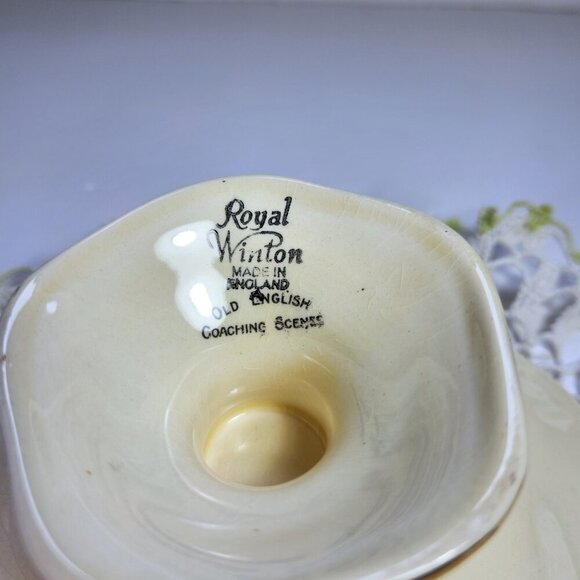 Royal
Winton
MADE IN
ENGLAND
OLD ENGLISH
COACHING SCENES